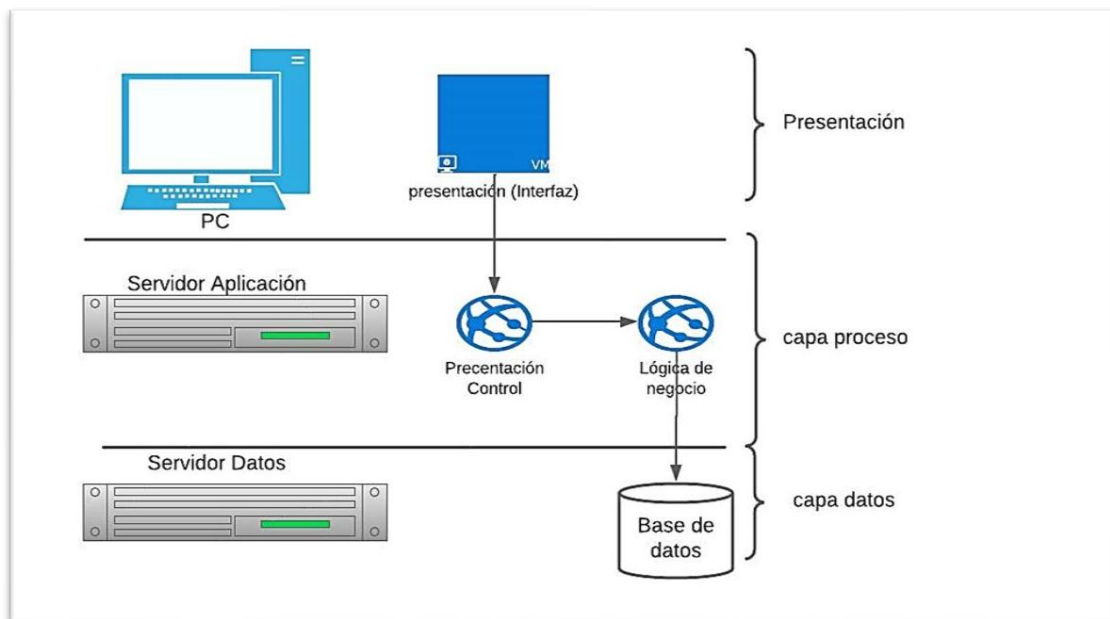 VM
presentación (Interfaz)
PC
Presentación
Servidor Aplicación
Precentación
Control
Lógica de
negocio
capa proceso
Servidor Datos
Base de
datos
capa datos